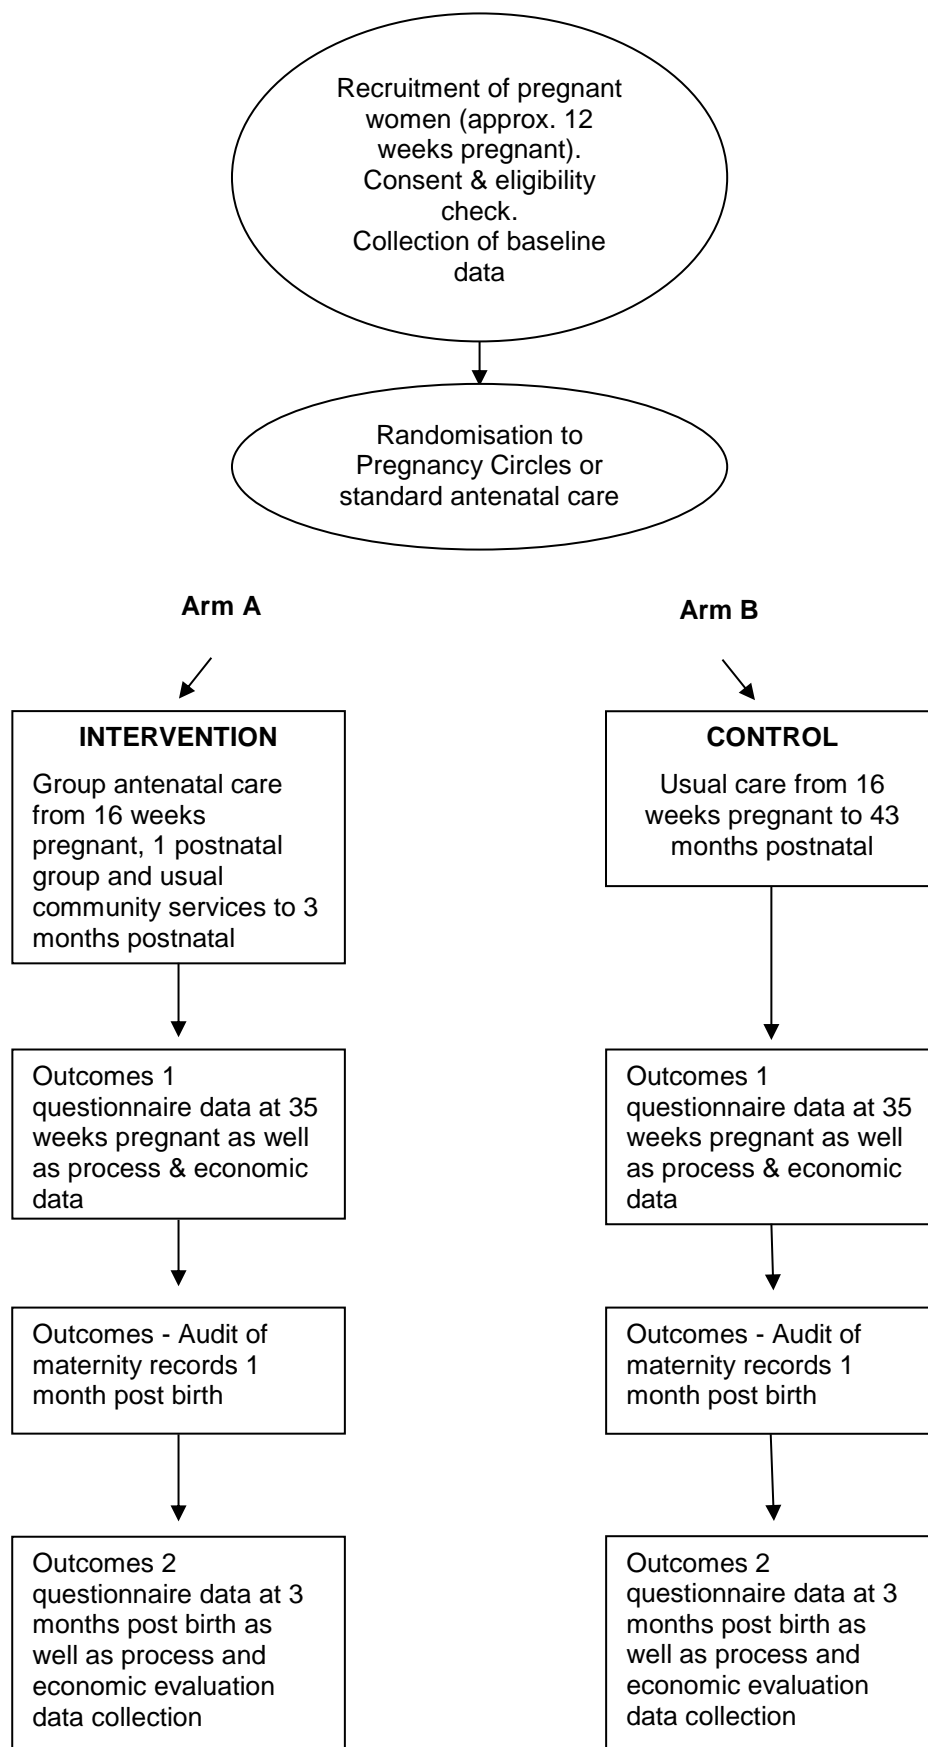 Recruitment of pregnant
women (approx. 12
weeks pregnant).
Consent & eligibility
check.
Collection of baseline
data
Randomisation to
Pregnancy Circles or
standard antenatal care
Arm A
Arm B
INTERVENTION
Group antenatal care
from 16 weeks
pregnant, 1 postnatal
group and usual
community services to 3
months postnatal
CONTROL
Usual care from 16
weeks pregnant to 43
months postnatal
Outcomes 1
questionnaire data at 35
weeks pregnant as well
as process & economic
data
Outcomes 1
questionnaire data at 35
weeks pregnant as well
as process & economic
data
Outcomes - Audit of
maternity records 1
month post birth
Outcomes - Audit of
maternity records 1
month post birth
Outcomes 2
questionnaire data at 3
months post birth as
well as process and
economic evaluation
data collection
Outcomes 2
questionnaire data at 3
months post birth as
well as process and
economic evaluation
data collection